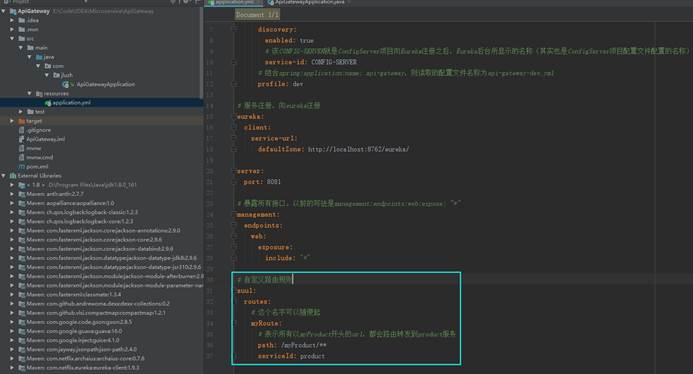 Project
application.yml
ApiGatewayApplication.java
Document 1/1
ApiGateway E:\Code\IDEA\Microservice\ApiGateway
.idea
.mvn
src
main
java
com
jlush
ApiGatewayApplication
resources
application.yml
test
target
.gitignore
ApiGateway.iml
mvnw
mvnw.cmd
pom.xml
External Libraries
< 1.8 > D:\Program Files\Java\jdk1.8.0_161
Maven: antlr:antlr:2.7.7
Maven: aopalliance:aopalliance:1.0
Maven: ch.qos.logback:logback-classic:1.2.3
Maven: ch.qos.logback:logback-core:1.2.3
Maven: com.fasterxml.jackson.core:jackson-annotations:2.9.0
Maven: com.fasterxml.jackson.core:jackson-core:2.9.6
Maven: com.fasterxml.jackson.core:jackson-databind:2.9.6
Maven: com.fasterxml.jackson.datatype:jackson-datatype-jdk8:2.9.6
Maven: com.fasterxml.jackson.datatype:jackson-datatype-jsr310:2.9.6
Maven: com.fasterxml.jackson.module:jackson-module-afterburner:2.9
Maven: com.fasterxml.jackson.module:jackson-module-parameter-nar
Maven: com.fasterxml:classmate:1.3.4
Maven: com.github.andrewoma.dexx:dexx-collections:0.2
Maven: com.github.vlsi.compactmap:compactmap:1.2.1
Maven: com.google.code.gson:gson:2.8.5
Maven: com.google.guava:guava:16.0
Maven: com.google.inject:guice:4.1.0
Maven: com.jayway.jsonpath:json-path:2.4.0
Maven: com.netflix.archaius:archaius-core:0.7.6
Maven: com.netflix.eureka:eureka-client:1.9.3
discovery:
enabled: true
# 该CONFIG-SERVER就是ConfigServer项目向Eureka注册之后，Eureka后台所显示的名称（其实也是ConfigServer项目配置文件配置的名称）
service-id: CONFIG-SERVER
# 结合spring:application:name: api-gateway，则读取的配置文件名称为api-gateway-dev.yml
profile: dev
# 服务注册，向eureka注册
eureka:
client:
service-url:
defaultZone: http://localhost:8762/eureka/
server:
port: 8081
# 暴露所有接口，以前的写法是management:endpoints:web:expose: "*"
management:
endpoints:
web:
exposure:
include: "*"
# 自定义路由规则
zuul:
routes:
# 这个名字可以随便起
myRoute:
# 表示所有以myProduct开头的url，都会路由转发到product服务
path: /myProduct/**
serviceId: product